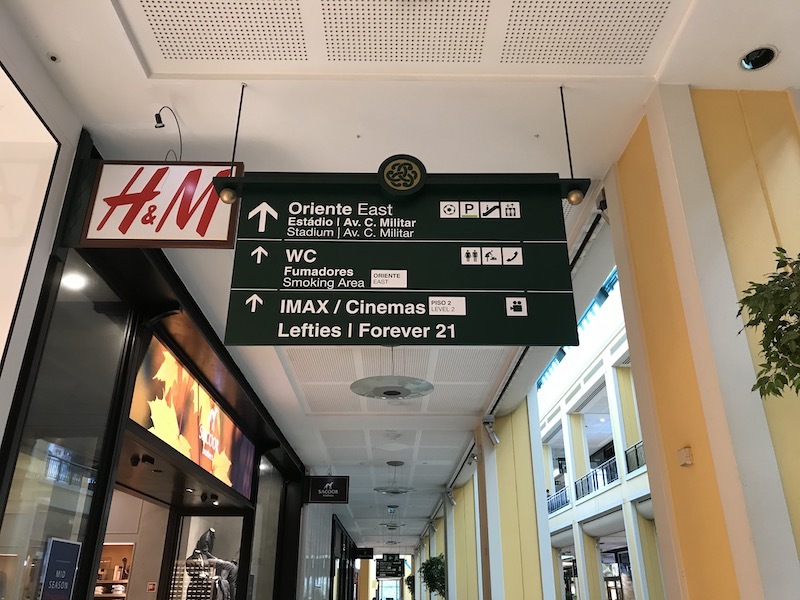 H&M
Oriente East
Estádio | Av. C. Militar
Stadium | Av. C. Militar
P
WC
Fumadores
Smoking Area
ORIENTE
EAST
IMAX / Cinemas
PISO 2
LEVEL 2
Lefties | Forever 21
SACOOR
SACOOR
MID
SEASON